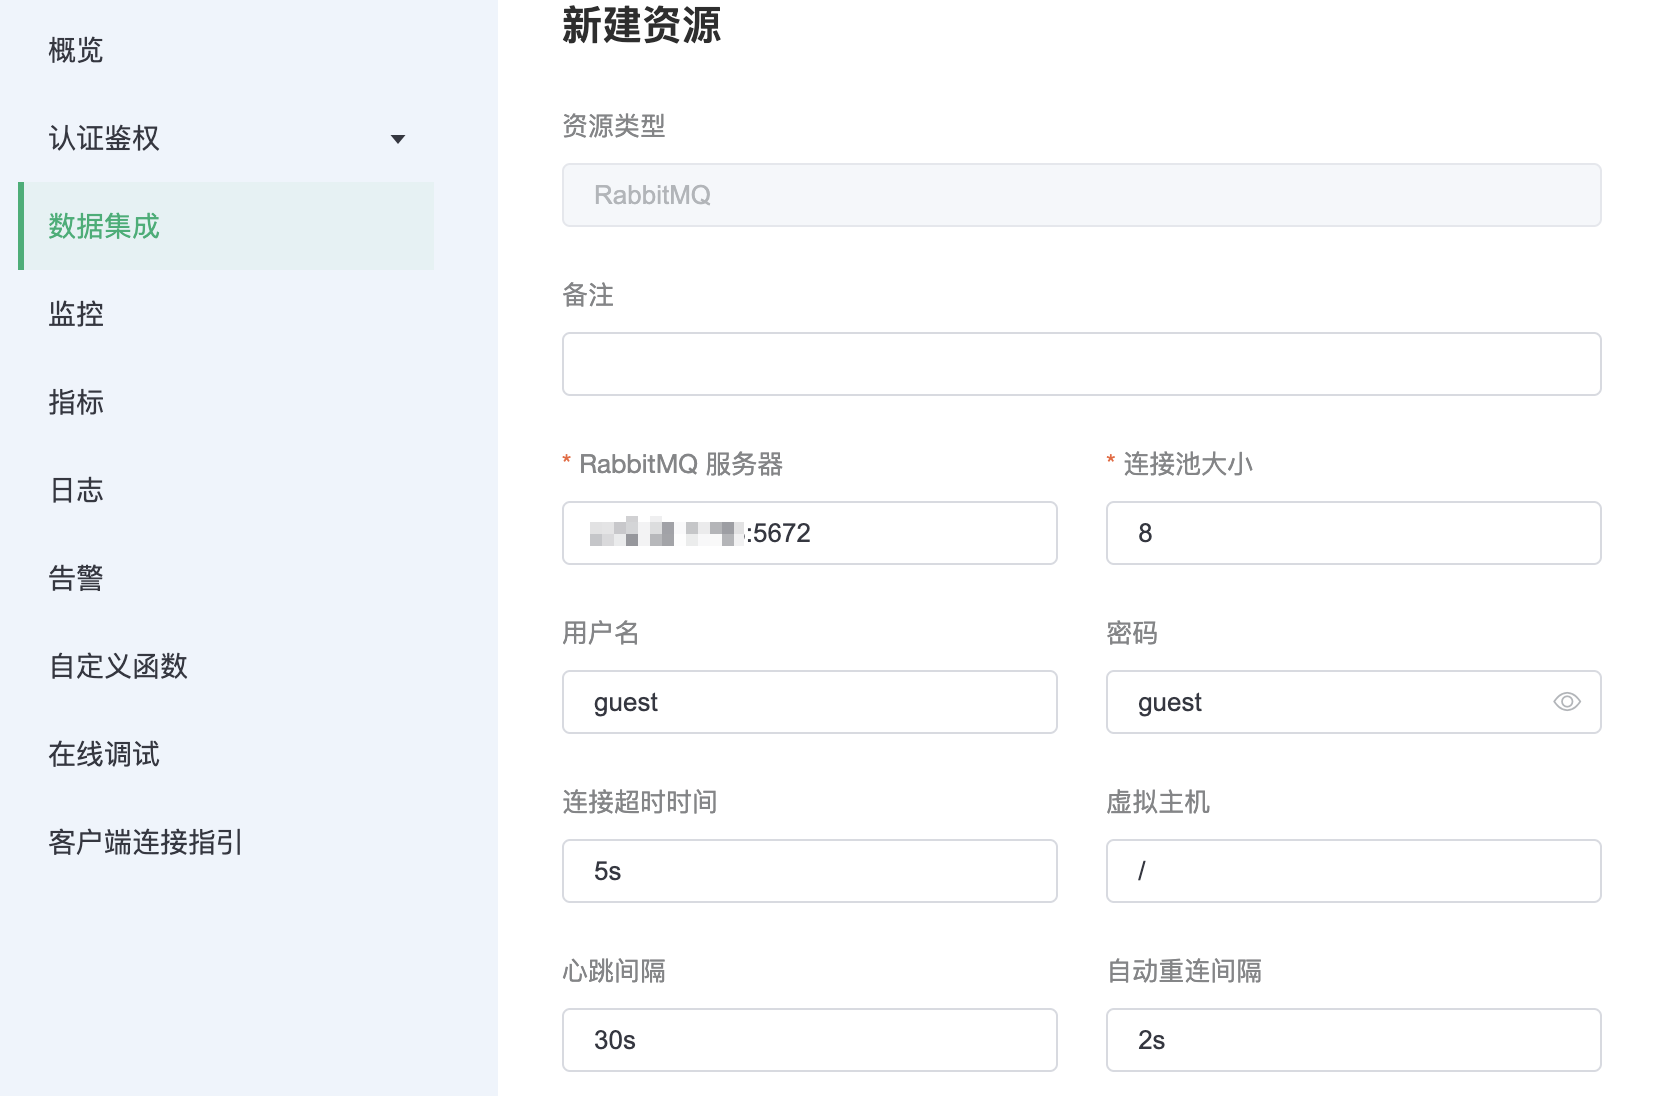 概览
认证鉴权
数据集成
监控
指标
日志
告警
自定义函数
在线调试
客户端连接指引
新建资源
资源类型
RabbitMQ
备注
* RabbitMQ 服务器
:5672
* 连接池大小
8
用户名
guest
密码
guest
连接超时时间
5s
虚拟主机
/
心跳间隔
30s
自动重连间隔
2s